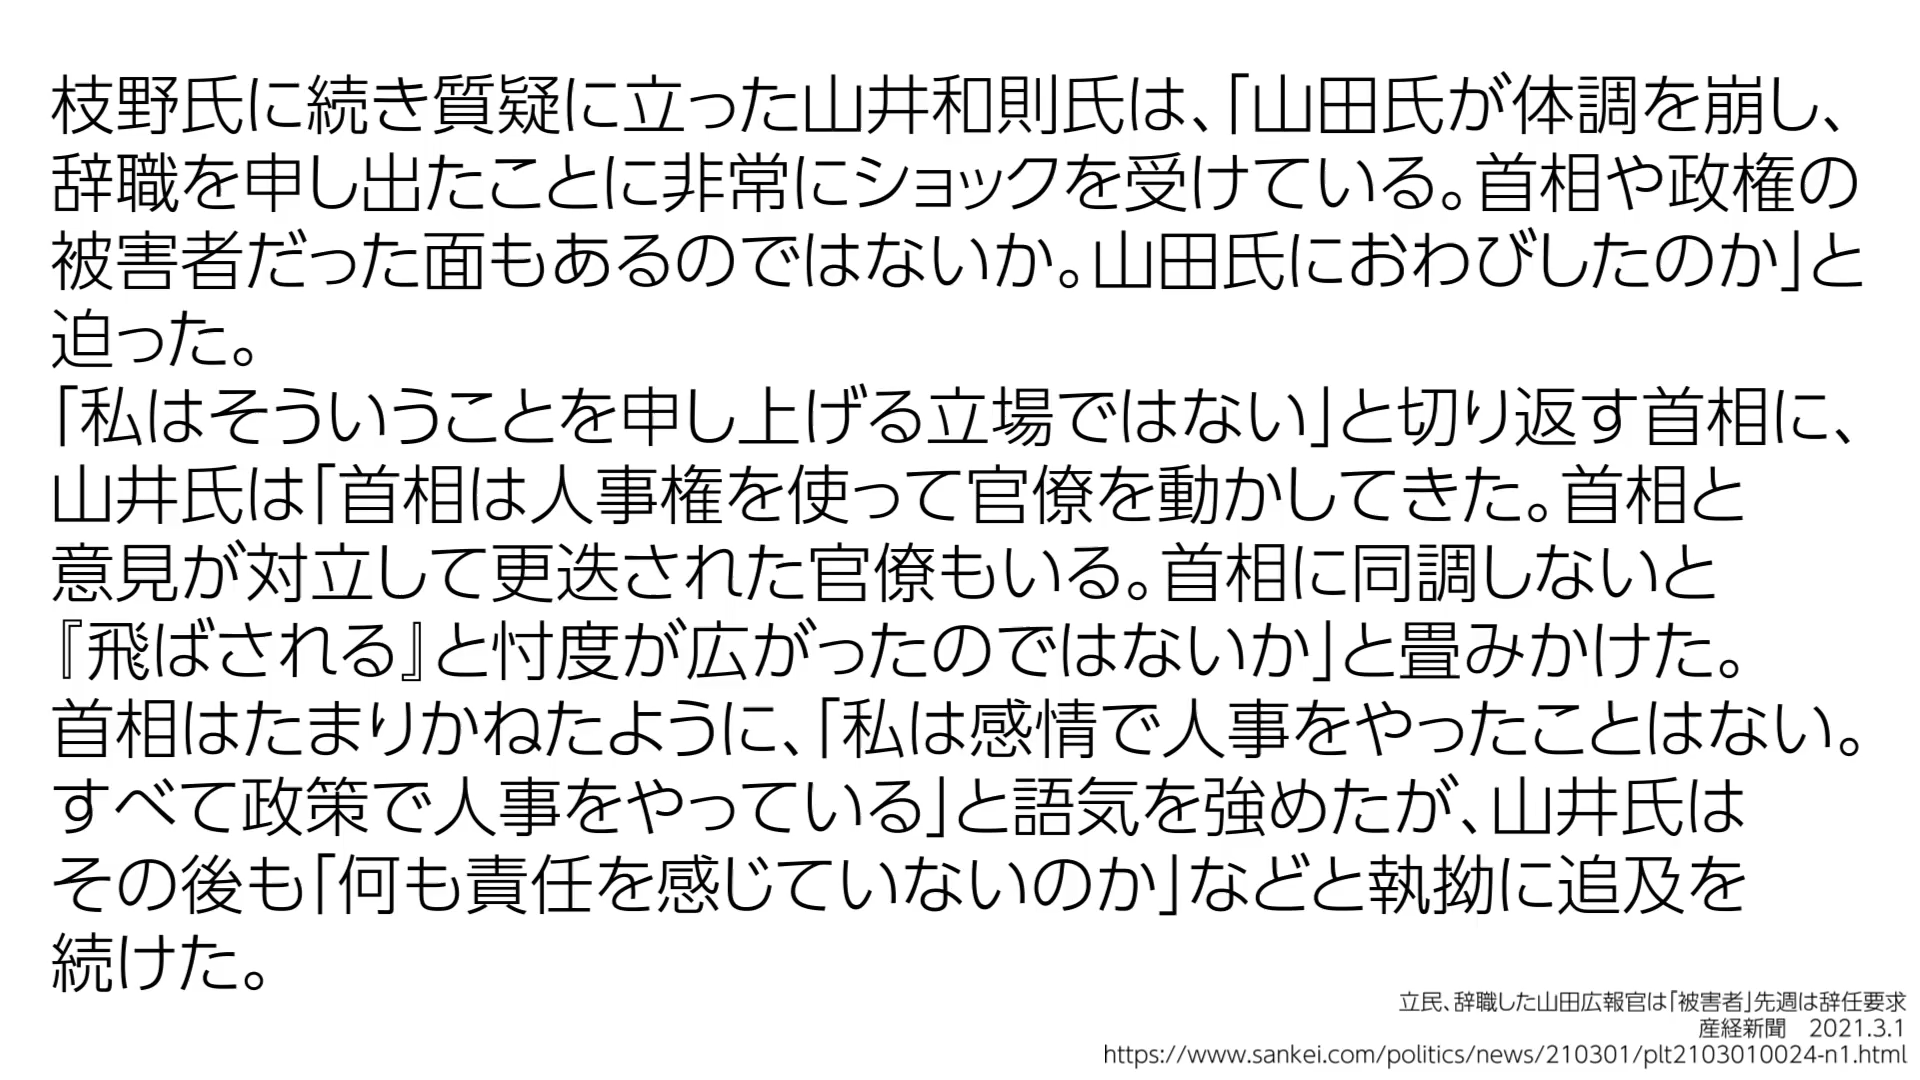 枝野氏に続き質疑に立った山井和則氏は、「山田氏が体調を崩し、
辞職を申し出たことに非常にショックを受けている。首相や政権の
被害者だった面もあるのではないか。山田氏におわびしたのか」と
迫った。
「私はそういうことを申し上げる立場ではない」と切り返す首相に、
山井氏は「首相は人事権を使って官僚を動かしてきた。首相と
意見が対立して更迭された官僚もいる。首相に同調しないと
『飛ばされる』と忖度が広がったのではないか」と畳みかけた。
首相はたまりかねたように、「私は感情で人事をやったことはない。
すべて政策で人事をやっている」と語気を強めたが、山井氏は
その後も「何も責任を感じていないのか」などと執拗に追及を
続けた。
立民、辞職した山田広報官は「被害者」先週は辞任要求
産経新聞　2021.3.1
https://www.sankei.com/politics/news/210301/plt2103010024-n1.html